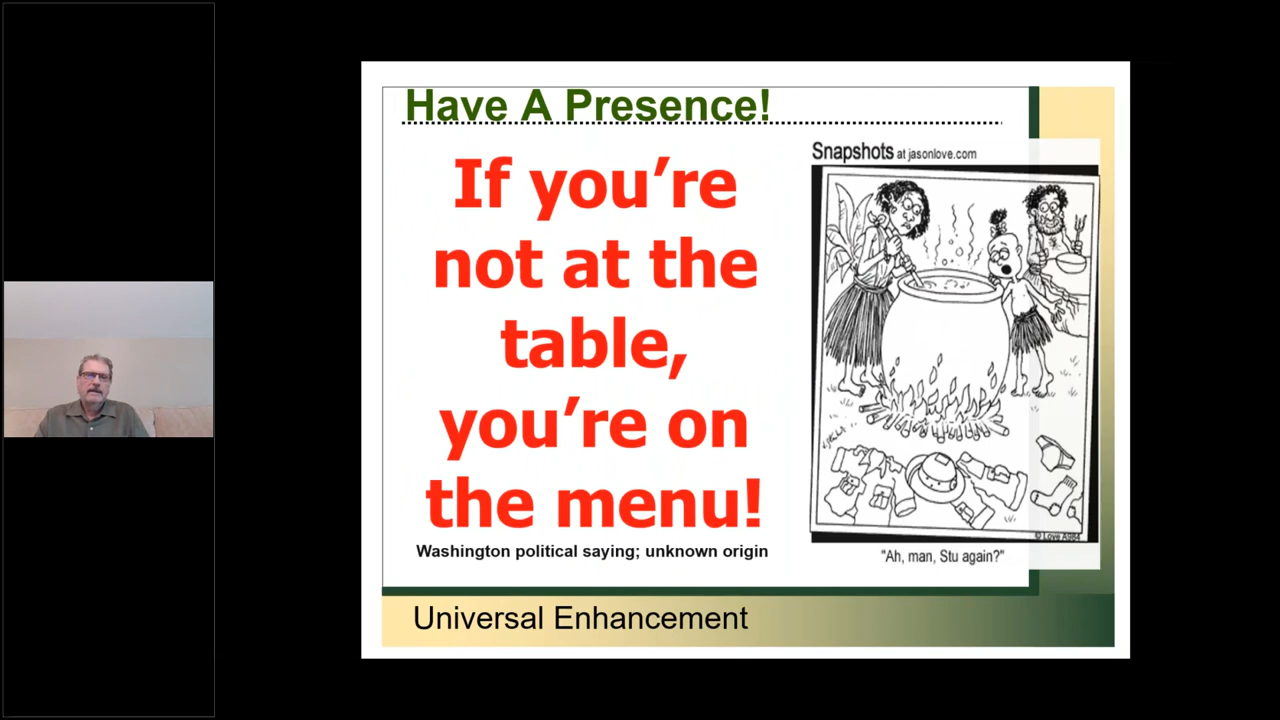 Have A Presence!
If you’re
not at the
table,
you’re on
the menu!
Washington political saying; unknown origin
Snapshots at jasonlove.com
"Ah, man, Stu again?"
Universal Enhancement